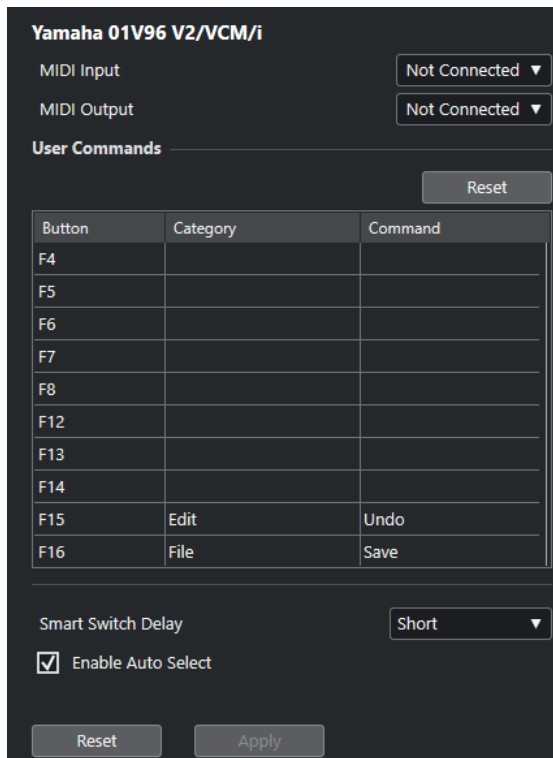 Yamaha 01V96 V2/VCM/i
MIDI Input Not Connected
MIDI Output Not Connected
User Commands
Reset
Button Category Command
F4
F5
F6
F7
F8
F12
F13
F14
F15 Edit Undo
F16 File Save
Smart Switch Delay Short
Enable Auto Select
Reset Apply